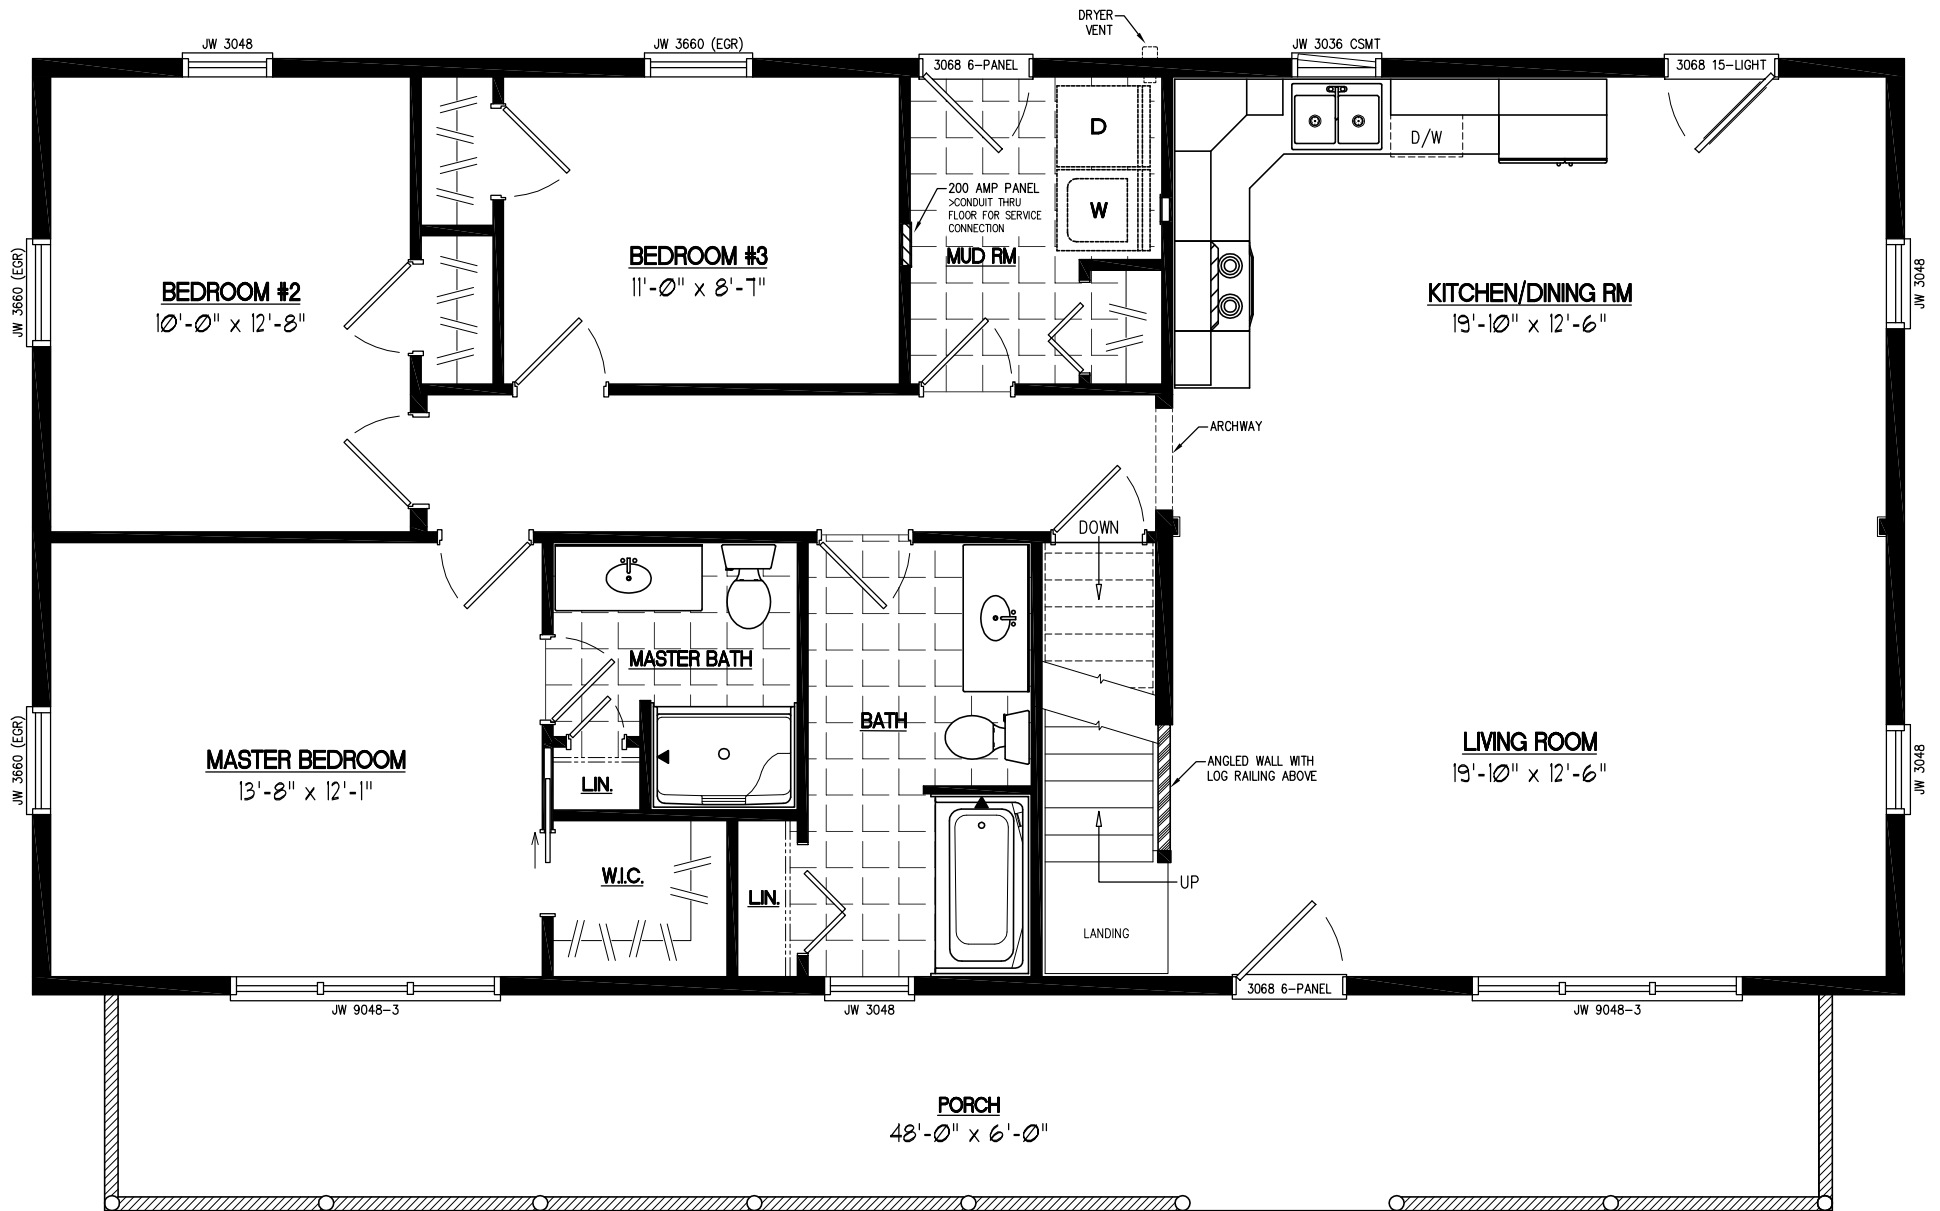 DRYER
VENT
JW 3048
JW 3660 (EGR)
JW 3036 CSMT
3068 6-PANEL
3068 15-LIGHT
D
D/W
200 AMP PANEL
>CONDUIT THRU
FLOOR FOR SERVICE
CONNECTION
W
MUD RM
BEDROOM #3
11'-0" x 8'-7"
JW 3660 (EGR)
BEDROOM #2
10'-0" x 12'-8"
KITCHEN/DINING RM
19'-10" x 12'-6"
JW 3048
ARCHWAY
DOWN
MASTER BATH
BATH
LIVING ROOM
19'-10" x 12'-6"
JW 3048
JW 3660 (EGR)
MASTER BEDROOM
13'-8" x 12'-1"
LIN.
ANGLED WALL WITH
LOG RAILING ABOVE
W.I.C.
LIN.
UP
LANDING
3068 6-PANEL
JW 9048-3
JW 3048
JW 9048-3
PORCH
48'-0" x 6'-0"